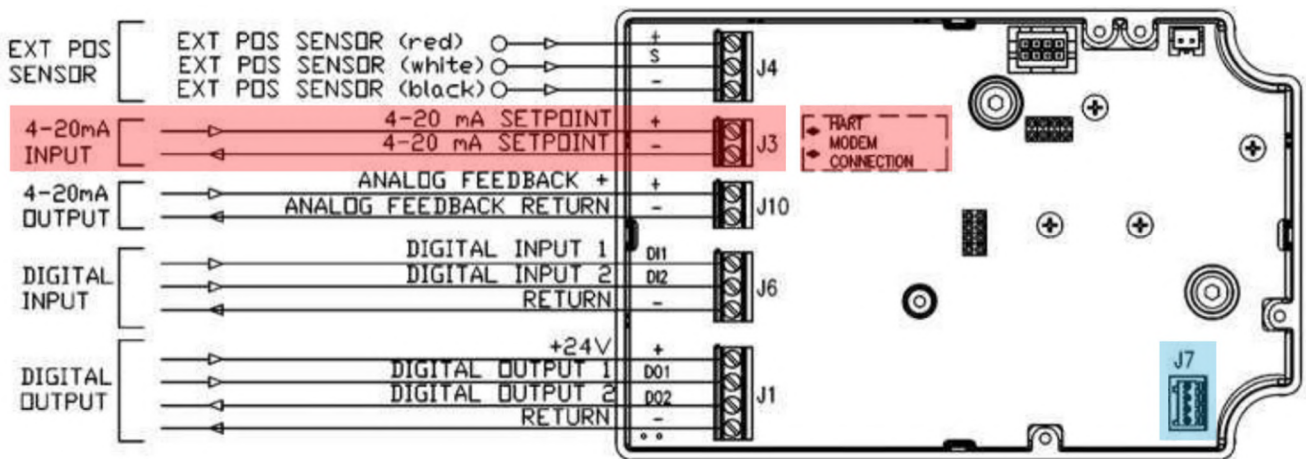 EXT POS
SENSOR
EXT POS SENSOR (red)
EXT POS SENSOR (white)
EXT POS SENSOR (black)
+
S
-
J4
4-20mA
INPUT
4-20 mA SETPOINT
4-20 mA SETPOINT
+
-
J3
HART
MODEM
CONNECTION
4-20mA
OUTPUT
ANALOG FEEDBACK +
ANALOG FEEDBACK RETURN
+
-
J10
DIGITAL
INPUT
DIGITAL INPUT 1
DIGITAL INPUT 2
RETURN
DI1
DI2
-
J6
DIGITAL
OUTPUT
+24V
DIGITAL OUTPUT 1
DIGITAL OUTPUT 2
RETURN
+
DO1
DO2
-
J1
J7